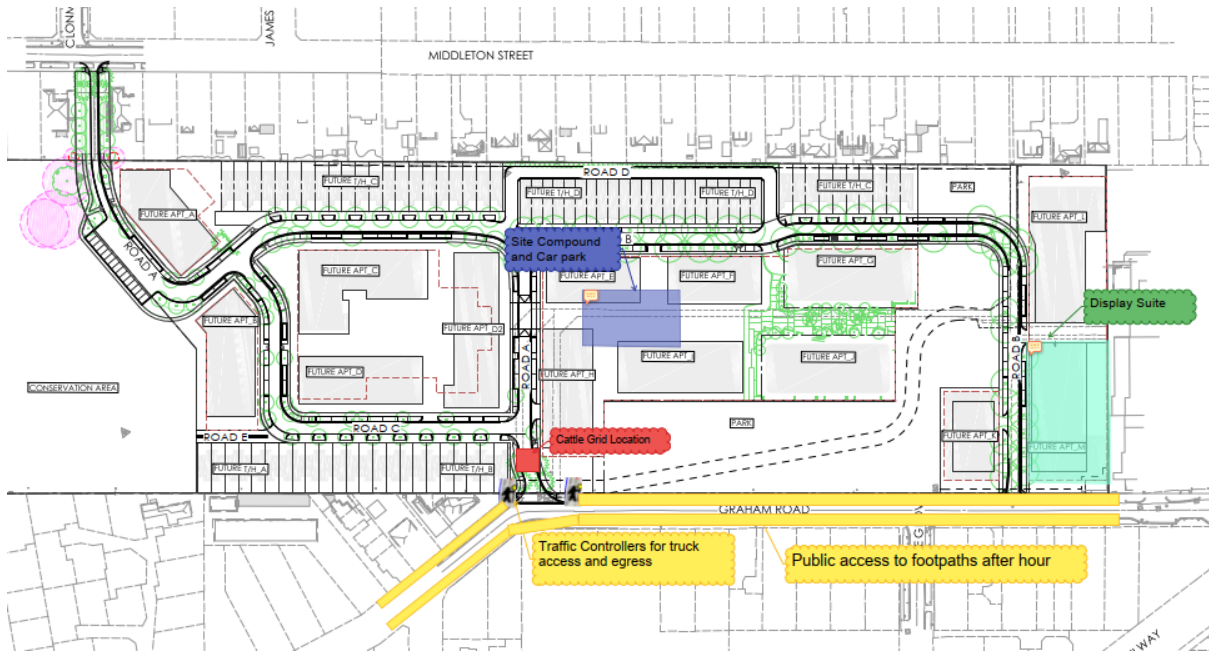 CLONM
JAMES
MIDDLETON STREET
ROAD D
FUTURE T/H_C
FUTURE T/H_D
FUTURE T/H_D
FUTURE T/H_C
PARK
FUTURE APT_A
FUTURE APT_L
ROAD A
B
Site Compound
and Car park
FUTURE APT_C
FUTURE APT_E
FUTURE APT_F
FUTURE APT_G
Display Suite
FUTURE APT_B
FUTURE APT_D2
FUTURE APT_J
ROAD A
ROAD B
FUTURE APT_D
FUTURE APT_H
CONSERVATION AREA
PARK
ROAD C
ROAD E
Cattle Grid Location
FUTURE APT_K
FUTURE APT_M
FUTURE T/H_A
FUTURE T/H_B
GRAHAM ROAD
Traffic Controllers for truck
access and egress
Public access to footpaths after hour
LWAY